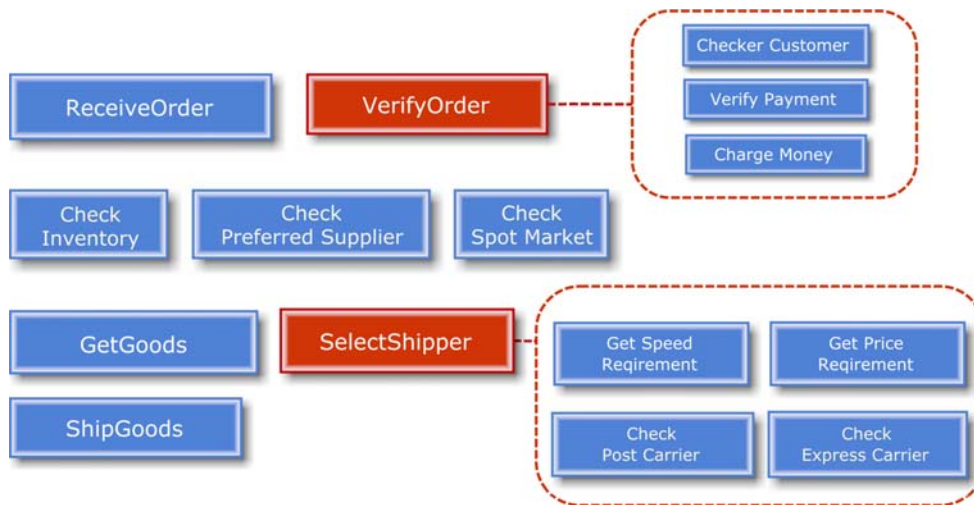 Checker Customer
ReceiveOrder
VerifyOrder
Verify Payment
Charge Money
Check
Inventory
Check
Preferred Supplier
Check
Spot Market
GetGoods
SelectShipper
Get Speed
Reqirement
Get Price
Reqirement
ShipGoods
Check
Post Carrier
Check
Express Carrier